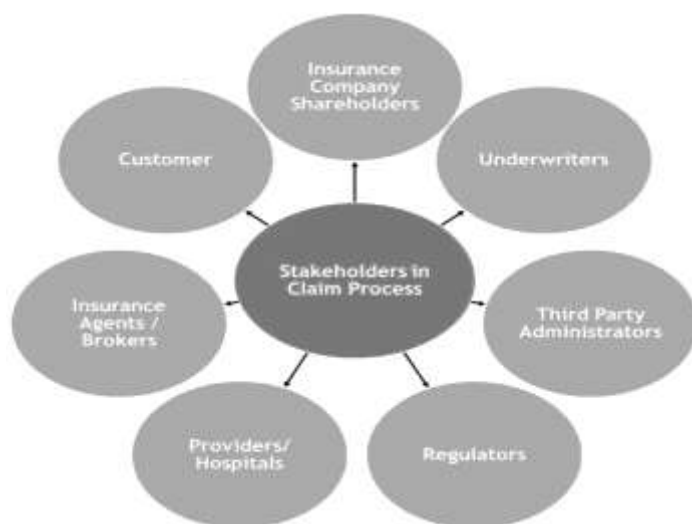 Insurance
Company
Shareholders
Customer
Underwriters
Stakeholders in
Claim Process
Insurance
Agents /
Brokers
Third Party
Administrators
Providers/
Hospitals
Regulators